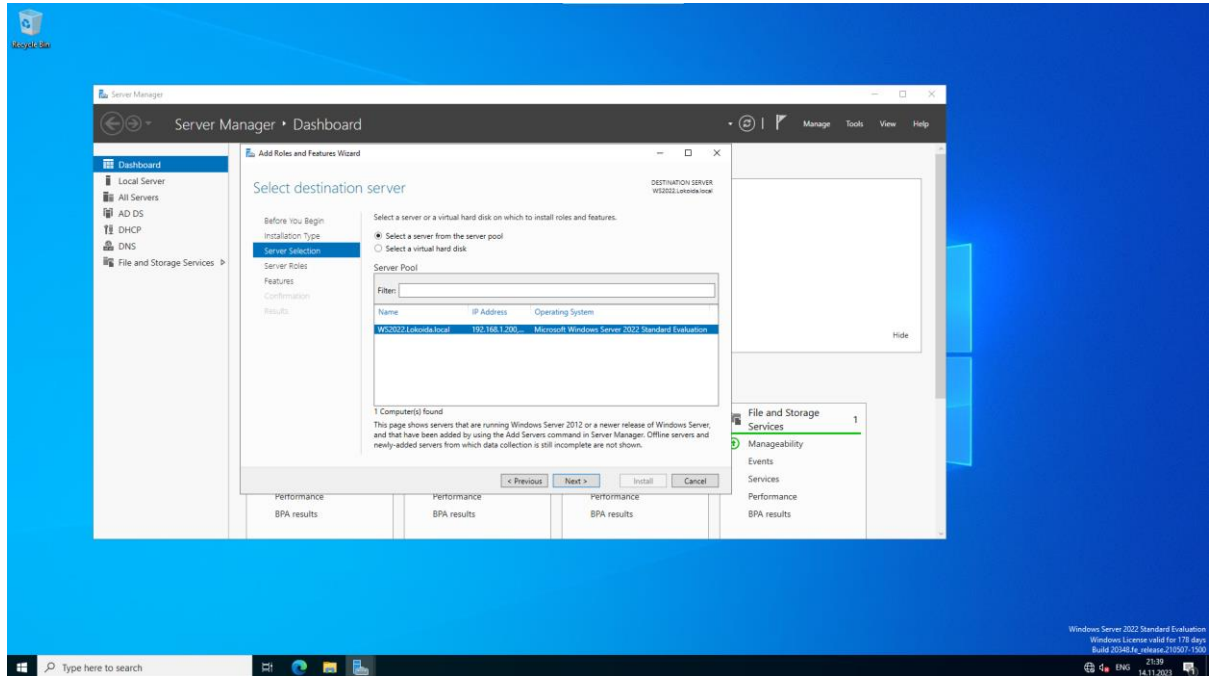 Recycle Bin
Server Manager
Server Manager • Dashboard
Manage Tools View Help
Dashboard
Local Server
All Servers
AD DS
DHCP
DNS
File and Storage Services
Add Roles and Features Wizard
Select destination server
DESTINATION SERVER
WS2022.Lokoida.local
Before You Begin
Installation Type
Server Selection
Server Roles
Features
Confirmation
Results
Select a server or a virtual hard disk on which to install roles and features.
Select a server from the server pool
Select a virtual hard disk
Server Pool
Filter:
Name IP Address Operating System
WS2022.Lokoida.local 192.168.1.200,... Microsoft Windows Server 2022 Standard Evaluation
1 Computer(s) found
This page shows servers that are running Windows Server 2012 or a newer release of Windows Server,
and that have been added by using the Add Servers command in Server Manager. Offline servers and
newly-added servers from which data collection is still incomplete are not shown.
< Previous Next > Install Cancel
Hide
File and Storage
Services
1
Manageability
Events
Services
Performance
BPA results
Performance
BPA results
Performance
BPA results
Performance
BPA results
Windows Server 2022 Standard Evaluation
Windows License valid for 178 days
Build 20348.fe_release.210507-1500
Type here to search
ENG
21:39
14.11.2023